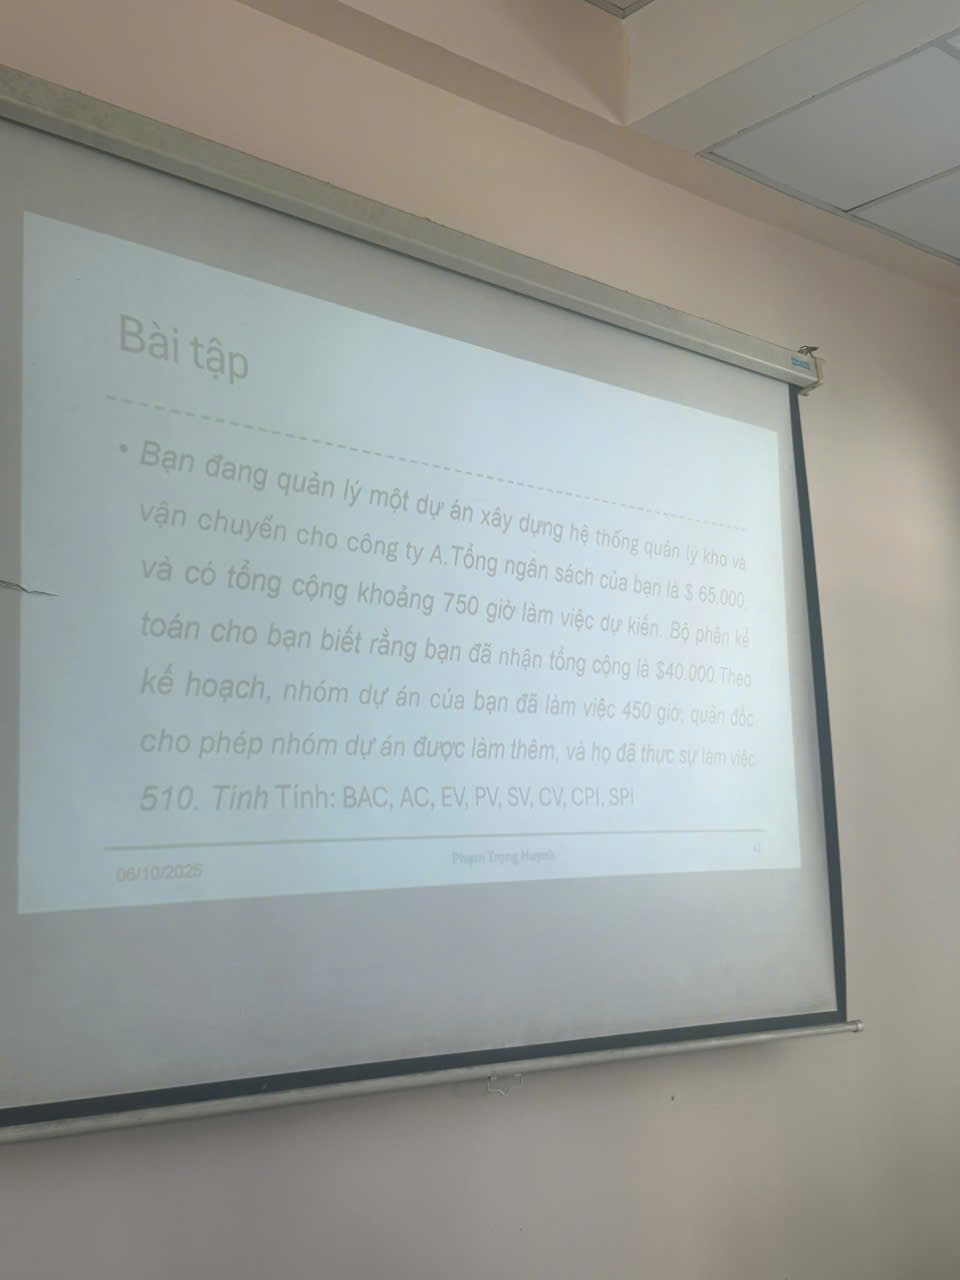 Bài tập
• Bạn đang quản lý một dự án xây dựng hệ thống quản lý kho và
vận chuyển cho công ty A.Tổng ngân sách của bạn là $ 65.000,
và có tổng cộng khoảng 750 giờ làm việc dự kiến. Bộ phận kế
toán cho bạn biết rằng bạn đã nhận tổng cộng là $40.000.Theo
kế hoạch, nhóm dự án của bạn đã làm việc 450 giờ, quản đốc
cho phép nhóm dự án được làm thêm, và họ đã thực sự làm việc
510. Tính Tính: BAC, AC, EV, PV, SV, CV, CPI, SPI
06/10/2025
Phạm Trọng Huynh